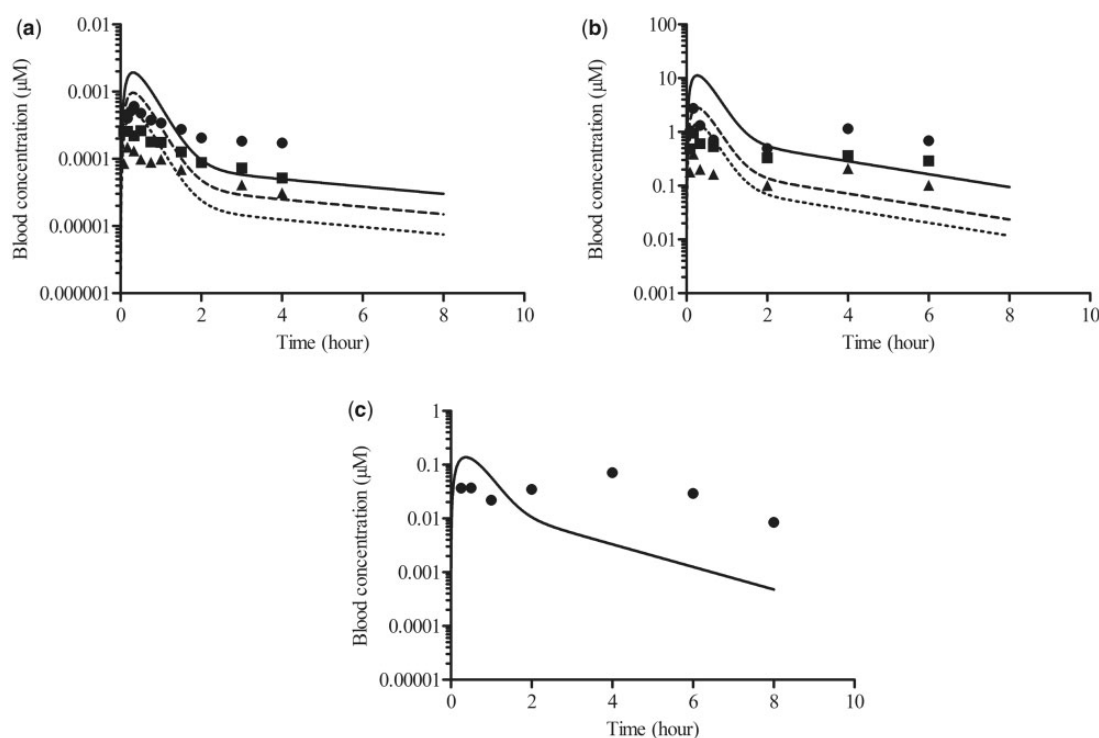 (a)
Blood concentration (μM)
0.01
0.001
0.0001
0.00001
0.000001
0 2 4 6 8 10
Time (hour)
(b)
Blood concentration (μM)
100
10
1
0.1
0.01
0.001
0 2 4 6 8 10
Time (hour)
(c)
Blood concentration (μM)
1
0.1
0.01
0.001
0.0001
0.00001
0 2 4 6 8 10
Time (hour)